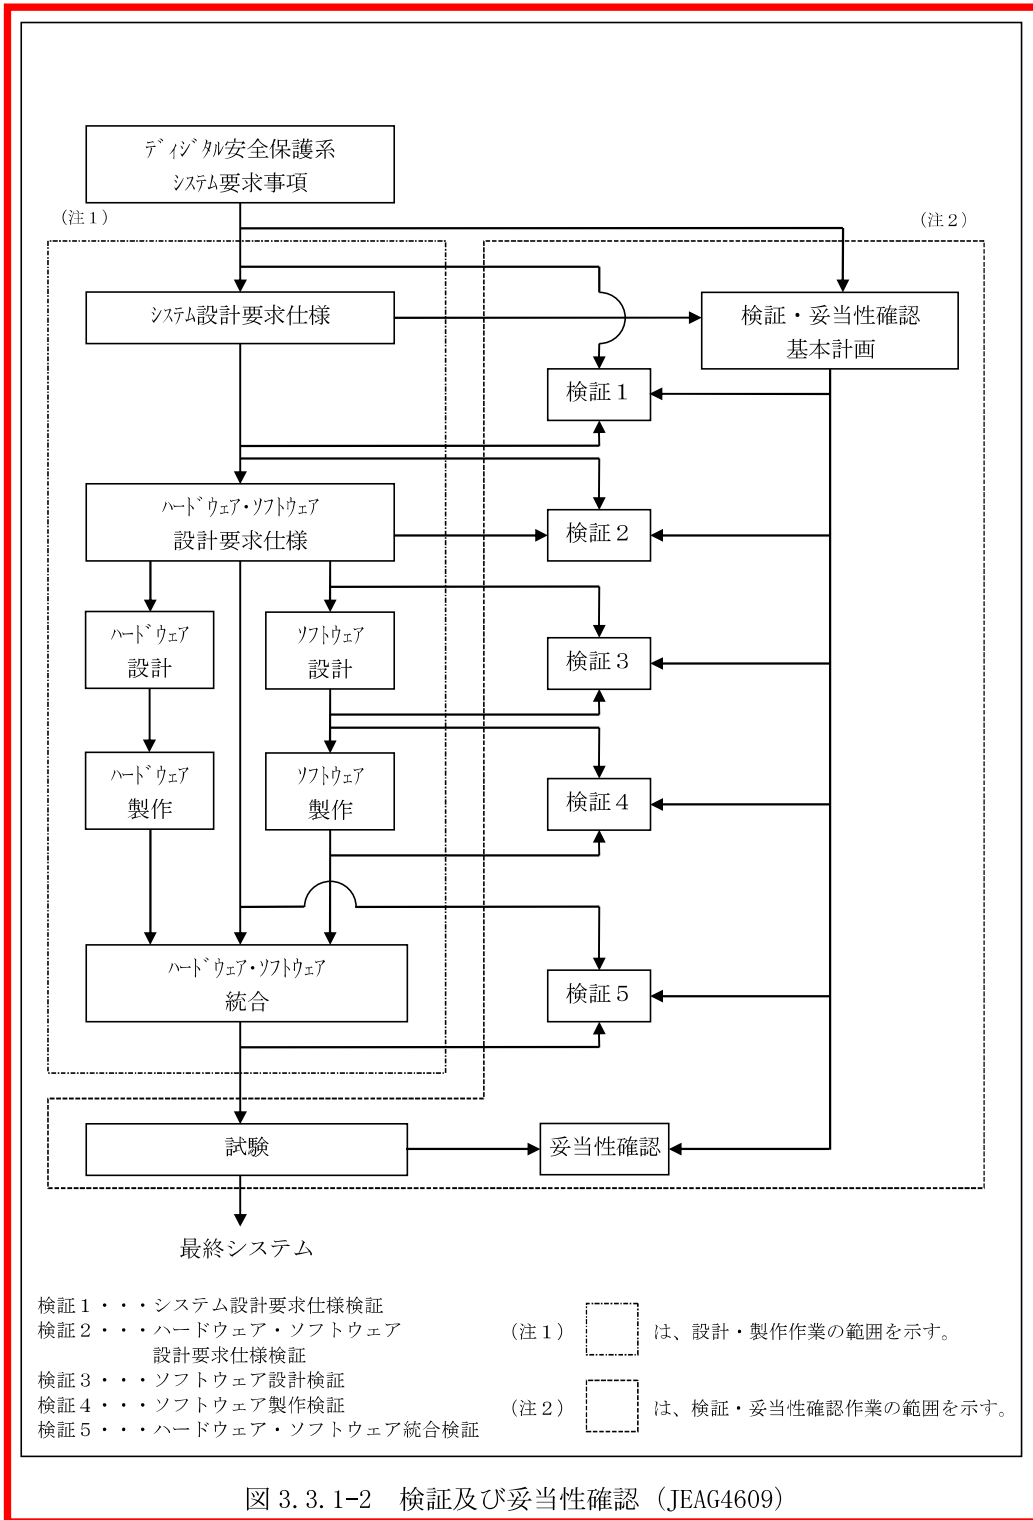 ディジタル安全保護系
システム要求事項
（注１）
（注２）
システム設計要求仕様
検証・妥当性確認
基本計画
検証１
ハードウェア・ソフトウェア
設計要求仕様
検証２
ハードウェア
設計
ソフトウェア
設計
検証３
ハードウェア
製作
ソフトウェア
製作
検証４
ハードウェア・ソフトウェア
統合
検証５
試験
妥当性確認
最終システム
検証１・・・システム設計要求仕様検証
検証２・・・ハードウェア・ソフトウェア
設計要求仕様検証
検証３・・・ソフトウェア設計検証
検証４・・・ソフトウェア製作検証
検証５・・・ハードウェア・ソフトウェア統合検証
（注１）　は、設計・製作作業の範囲を示す。
（注２）　は、検証・妥当性確認作業の範囲を示す。
図 3.3.1-2　検証及び妥当性確認（JEAG4609）